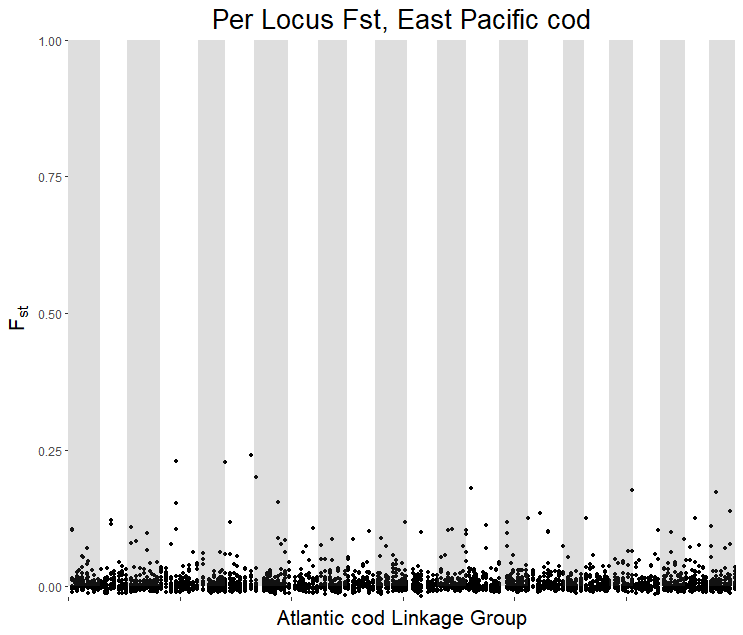 Per Locus Fst, East Pacific cod
1.00
0.75
0.50
0.25
0.00
Fst
Atlantic cod Linkage Group